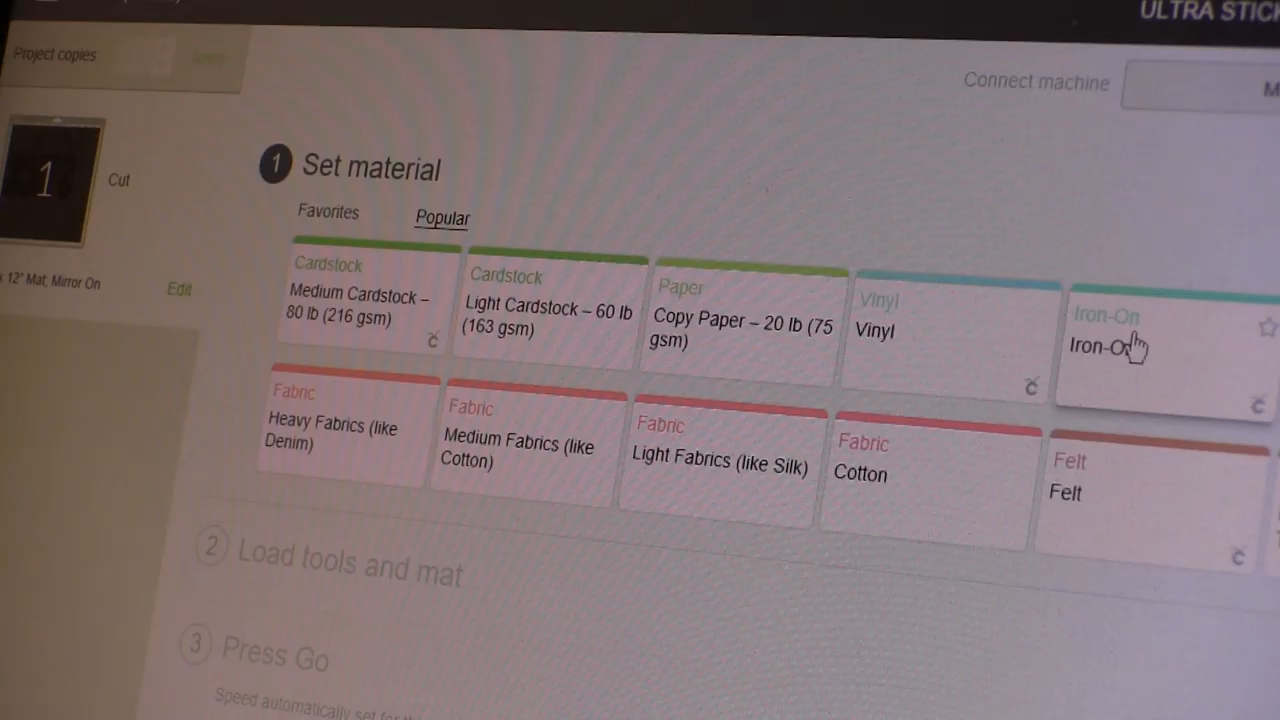 ULTRA STICK
Project copies
Connect machine
1 Set material
1
Cut
Favorites
Popular
12" Mat; Mirror On
Edit
Cardstock
Medium Cardstock –
80 lb (216 gsm)
Cardstock
Light Cardstock – 60 lb
(163 gsm)
Paper
Copy Paper – 20 lb (75
gsm)
Vinyl
Vinyl
Iron-On
Iron-On
Fabric
Heavy Fabrics (like
Denim)
Fabric
Medium Fabrics (like
Cotton)
Fabric
Light Fabrics (like Silk)
Fabric
Cotton
Felt
Felt
2 Load tools and mat
3 Press Go
Speed automatically set for